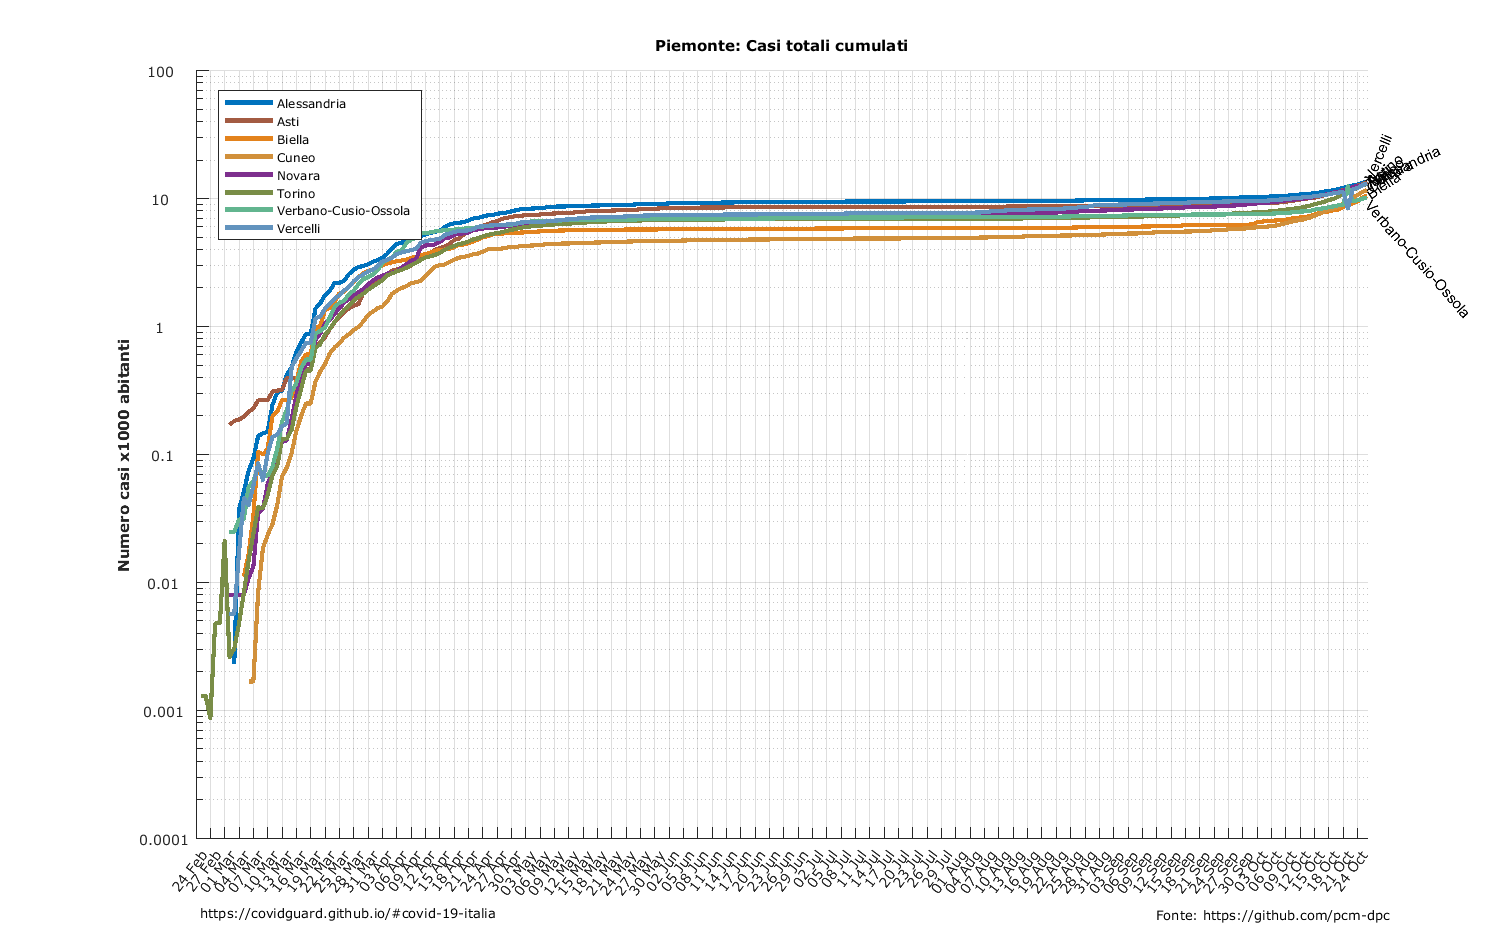 Piemonte: Casi totali cumulati
100
10
1
0.1
0.01
0.001
0.0001
Numero casi x1000 abitanti
Alessandria
Asti
Biella
Cuneo
Novara
Torino
Verbano-Cusio-Ossola
Vercelli
Vercelli
Biella
Verbano-Cusio-Ossola
24 Feb
27 Feb
01 Mar
04 Mar
07 Mar
10 Mar
13 Mar
16 Mar
19 Mar
22 Mar
25 Mar
28 Mar
31 Mar
03 Apr
06 Apr
09 Apr
12 Apr
15 Apr
18 Apr
21 Apr
24 Apr
27 Apr
30 Apr
03 May
06 May
09 May
12 May
15 May
18 May
21 May
24 May
27 May
30 May
02 Jun
05 Jun
08 Jun
11 Jun
14 Jun
17 Jun
20 Jun
23 Jun
26 Jun
29 Jun
02 Jul
05 Jul
08 Jul
11 Jul
14 Jul
17 Jul
20 Jul
23 Jul
26 Jul
29 Jul
01 Aug
04 Aug
07 Aug
10 Aug
13 Aug
16 Aug
19 Aug
22 Aug
25 Aug
28 Aug
31 Aug
03 Sep
06 Sep
09 Sep
12 Sep
15 Sep
18 Sep
21 Sep
24 Sep
27 Sep
30 Sep
03 Oct
06 Oct
09 Oct
12 Oct
15 Oct
18 Oct
21 Oct
24 Oct
https://covidguard.github.io/#covid-19-italia
Fonte: https://github.com/pcm-dpc